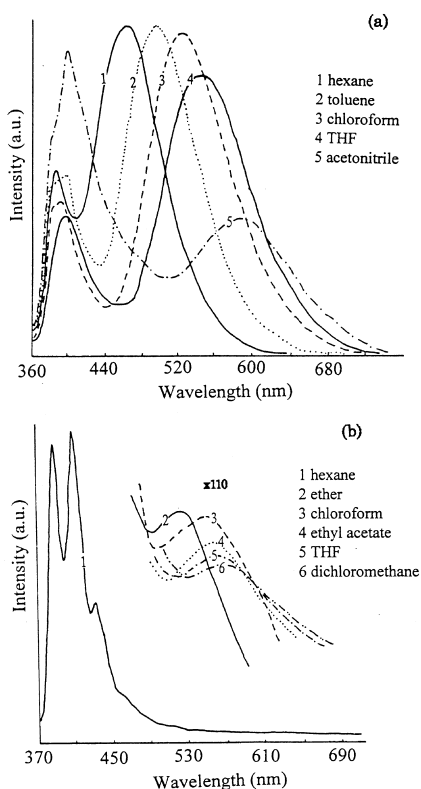 (a)
1 hexane
2 toluene
3 chloroform
4 THF
5 acetonitrile
1 2 3 4
5
Intensity (a.u.)
360 440 520 600 680
Wavelength (nm)
(b)
x110
1 hexane
2 ether
3 chloroform
4 ethyl acetate
5 THF
6 dichloromethane
2 3
4
5
6
1
Intensity (a.u.)
370 450 530 610 690
Wavelength (nm)